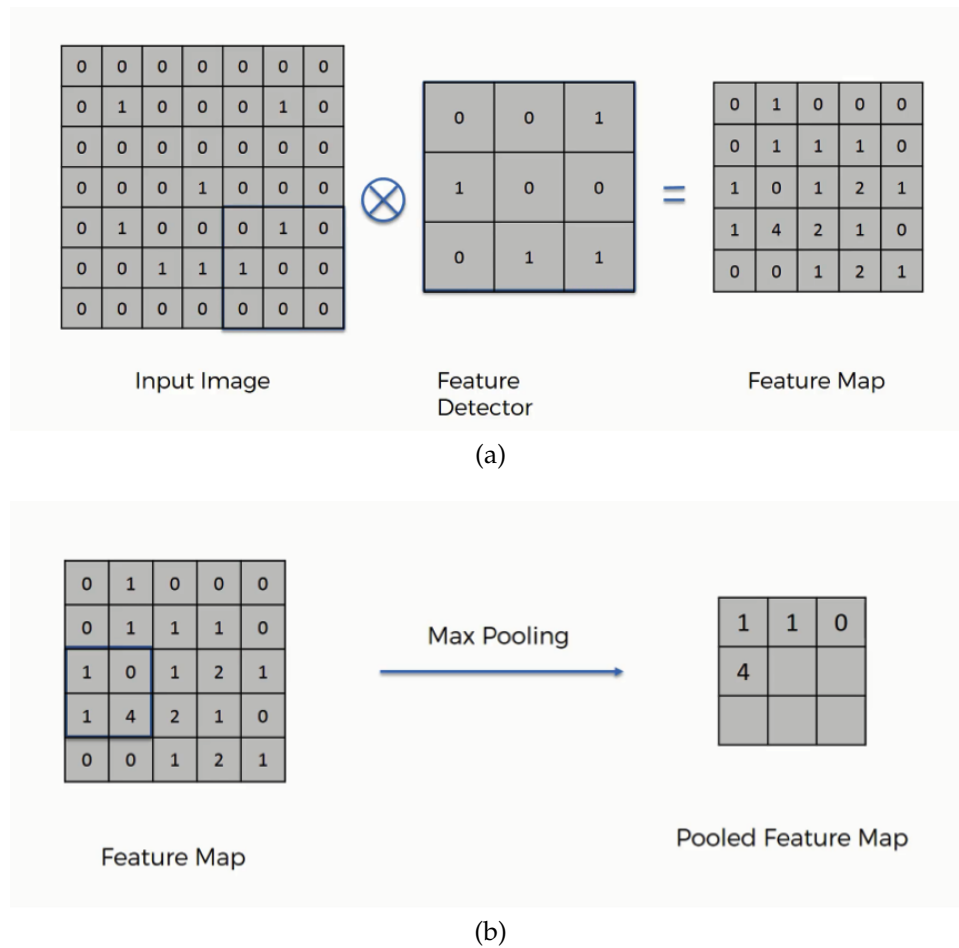 0 0 0 0 0 0 0
0 1 0 0 0 1 0
0 0 0 0 0 0 0
0 0 0 1 0 0 0
0 1 0 0 0 1 0
0 0 1 1 1 0 0
0 0 0 0 0 0 0
Input Image
0 0 1
1 0 0
0 1 1
Feature
Detector
=
0 1 0 0 0
0 1 1 1 0
1 0 1 2 1
1 4 2 1 0
0 0 1 2 1
Feature Map
(a)
0 1 0 0 0
0 1 1 1 0
1 0 1 2 1
1 4 2 1 0
0 0 1 2 1
Feature Map
Max Pooling
1 1 0
4
Pooled Feature Map
(b)